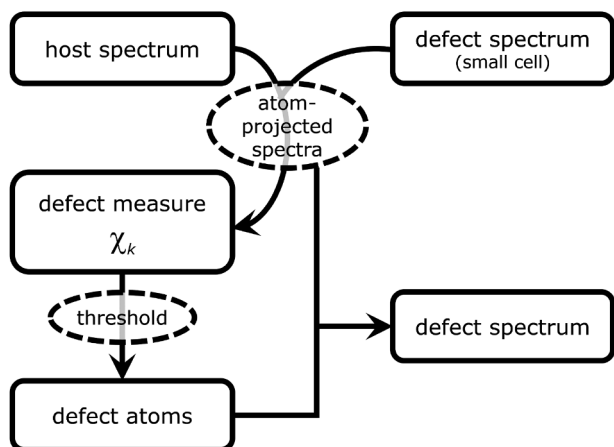 host spectrum
defect spectrum
(small cell)
atom-
projected
spectra
defect measure
χk
threshold
defect spectrum
defect atoms